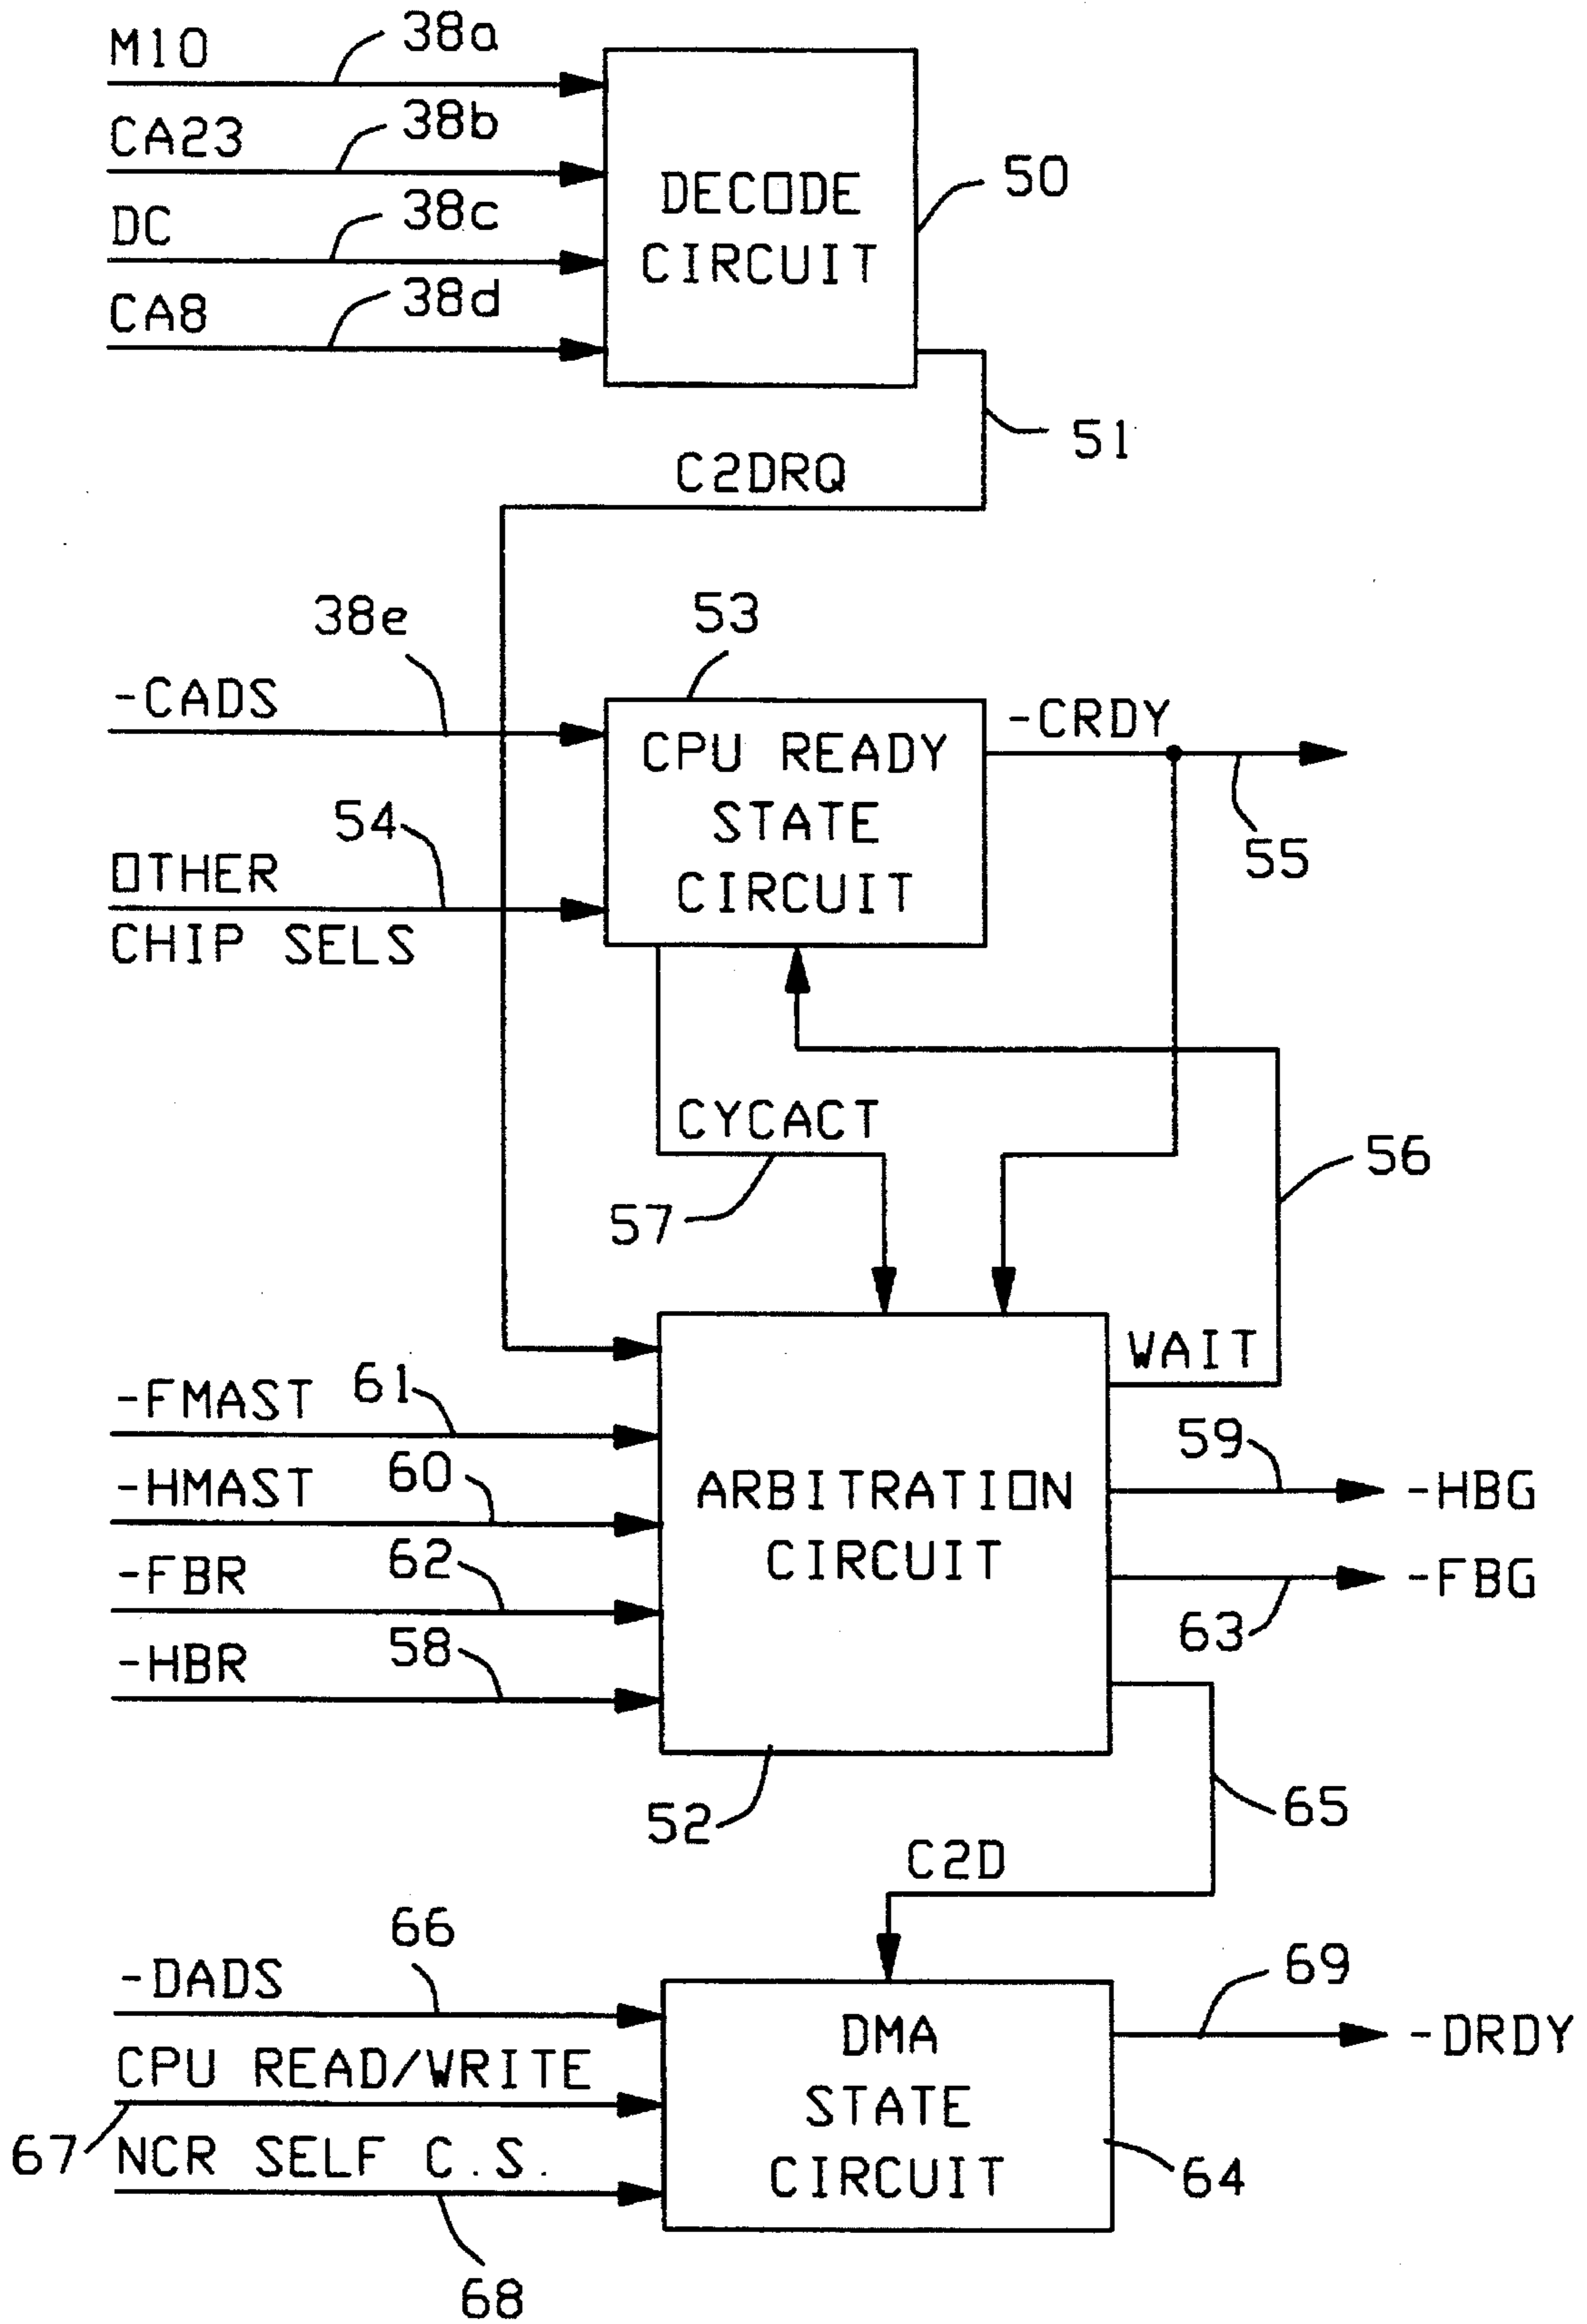 M10
38a
CA23
38b
DC
38c
CA8
38d
DECODE
CIRCUIT
50
51
C2DRQ
38e
53
-CADS
-CRDY
CPU READY
STATE
CIRCUIT
54
55
OTHER
CHIP SELS
CYCACT
56
57
WAIT
-FMAST
61
59
-HMAST
60
ARBITRATION
CIRCUIT
-HBG
-FBR
62
-FBG
63
-HBR
58
52
65
C2D
66
-DADS
69
DMA
STATE
CIRCUIT
-DRDY
CPU READ/WRITE
67
NCR SELF C.S.
64
68